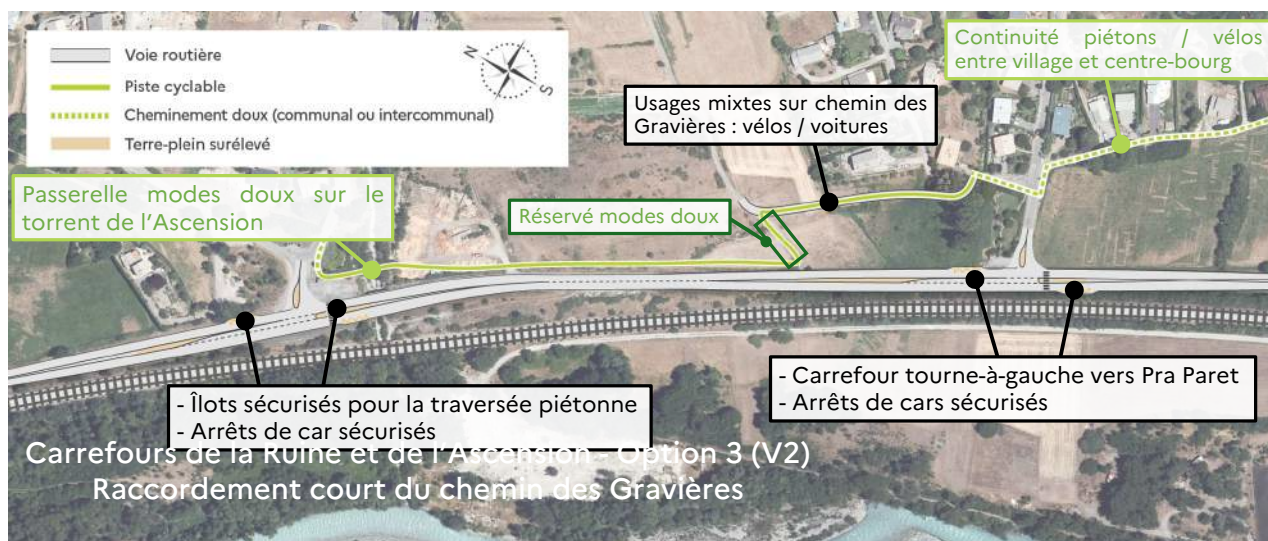 Voie routière
Piste cyclable
Cheminement doux (communal ou intercommunal)
Terre-plein surélevé
N
S
Continuité piétons / vélos
entre village et centre-bourg
Usages mixtes sur chemin des
Gravières : vélos / voitures
Passerelle modes doux sur le
torrent de l’Ascension
Réservé modes doux
- Îlots sécurisés pour la traversée piétonne
- Arrêts de car sécurisés
- Carrefour tourne-à-gauche vers Pra Paret
- Arrêts de cars sécurisés
Carrefours de la Ruine et de l’Ascension - Option 3 (V2)
Raccordement court du chemin des Gravières